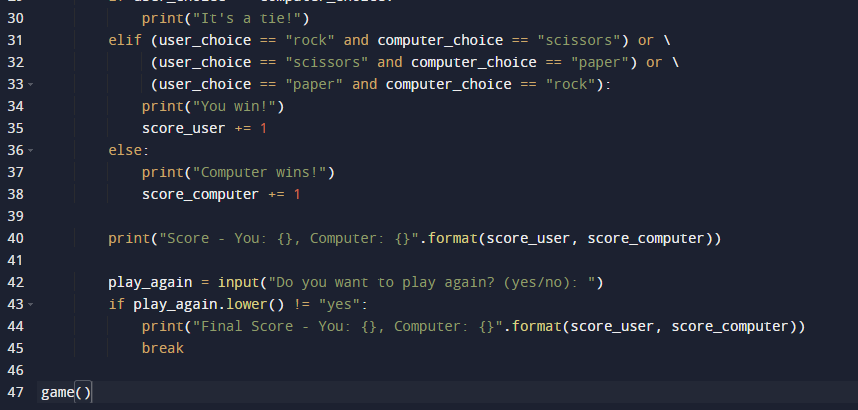 30 print("It's a tie!")
31 elif (user_choice == "rock" and computer_choice == "scissors") or \
32 (user_choice == "scissors" and computer_choice == "paper") or \
33 (user_choice == "paper" and computer_choice == "rock"):
34 print("You win!")
35 score_user += 1
36 else:
37 print("Computer wins!")
38 score_computer += 1
39
40 print("Score - You: {}, Computer: {}".format(score_user, score_computer))
41
42 play_again = input("Do you want to play again? (yes/no): ")
43 if play_again.lower() != "yes":
44 print("Final Score - You: {}, Computer: {}".format(score_user, score_computer))
45 break
46
47 game()